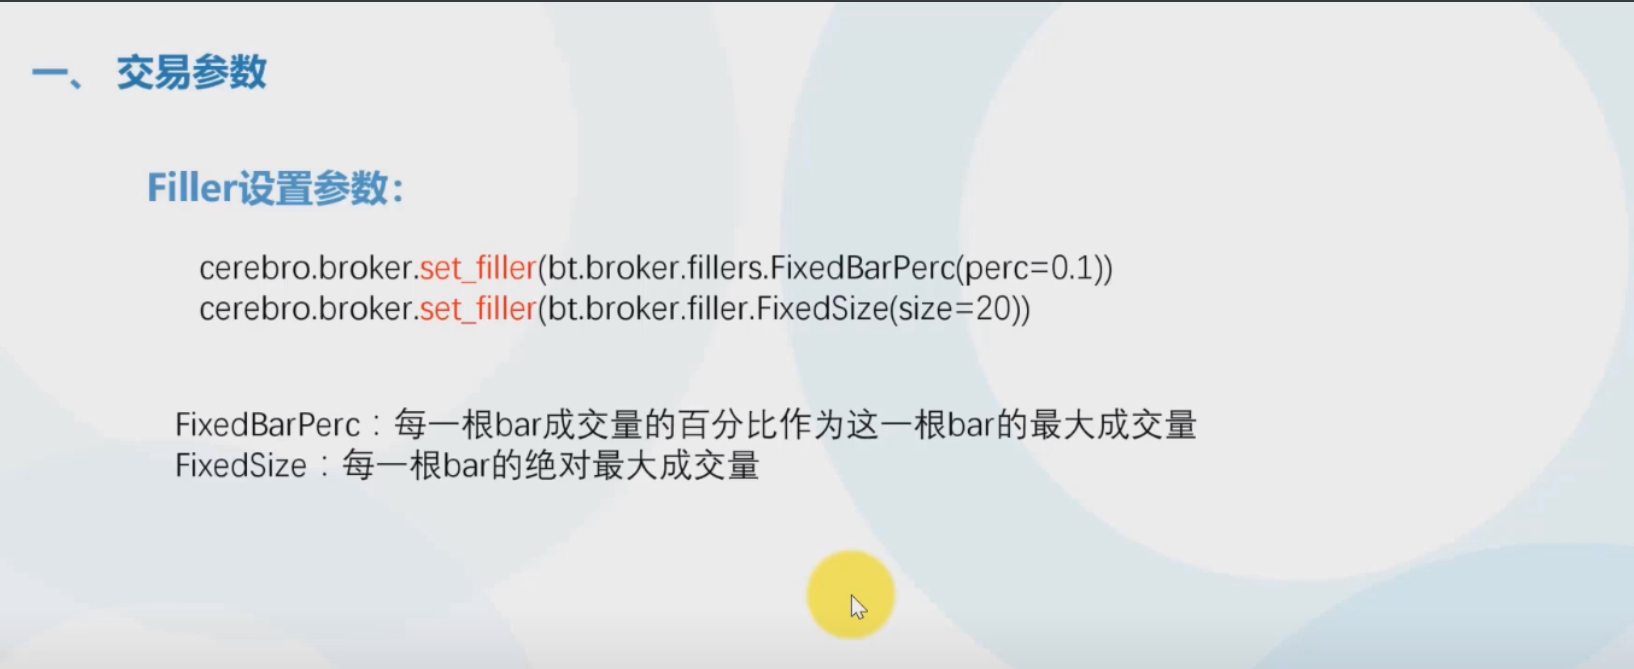 一、 交易参数
Filler设置参数：
cerebro.broker.set_filler(bt.broker.fillers.FixedBarPerc(perc=0.1))
cerebro.broker.set_filler(bt.broker.filler.FixedSize(size=20))
FixedBarPerc：每一根bar成交量的百分比作为这一根bar的最大成交量
FixedSize：每一根bar的绝对最大成交量